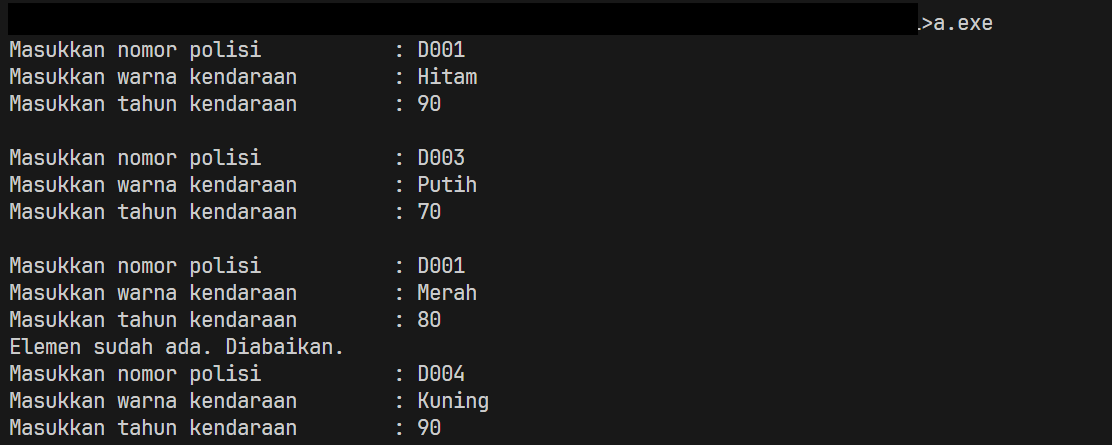 >a.exe
Masukkan nomor polisi : D001
Masukkan warna kendaraan : Hitam
Masukkan tahun kendaraan : 90
Masukkan nomor polisi : D003
Masukkan warna kendaraan : Putih
Masukkan tahun kendaraan : 70
Masukkan nomor polisi : D001
Masukkan warna kendaraan : Merah
Masukkan tahun kendaraan : 80
Elemen sudah ada. Diabaikan.
Masukkan nomor polisi : D004
Masukkan warna kendaraan : Kuning
Masukkan tahun kendaraan : 90